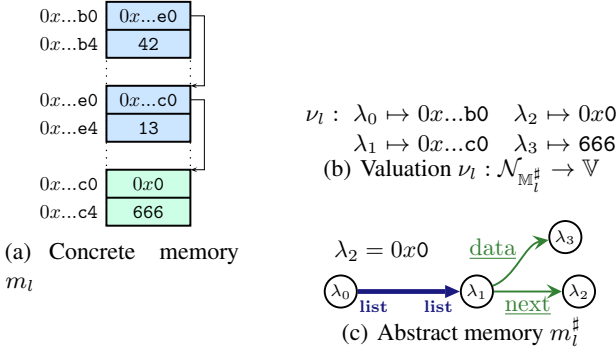 0x...b0 0x...e0
0x...b4 42
0x...e0 0x...c0
0x...e4 13
0x...c0 0x0
0x...c4 666
(a) Concrete memory
m_l
ν_l : λ_0 ↦ 0x...b0 λ_2 ↦ 0x0
λ_1 ↦ 0x...c0 λ_3 ↦ 666
(b) Valuation ν_l : 𝒩_{𝕄_l^♯} → 𝕍
λ_2 = 0x0
data
λ_3
λ_0
list
list
λ_1
next
λ_2
(c) Abstract memory m_l^♯